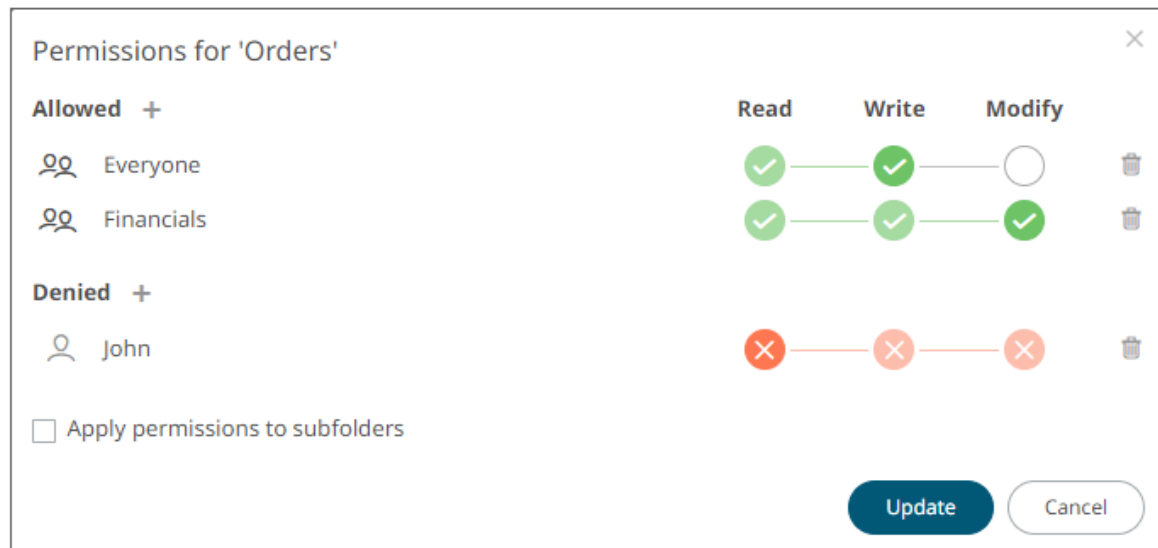 Permissions for 'Orders'
Allowed + Read Write Modify
Everyone
Financials
Denied +
John
Apply permissions to subfolders
Update Cancel